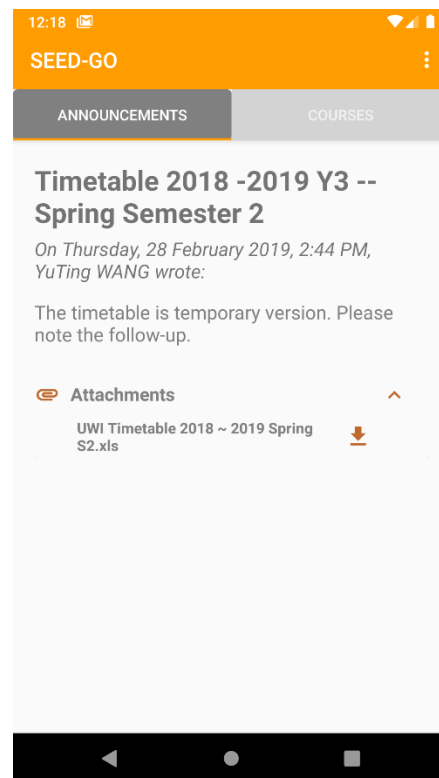 12:18
SEED-GO
ANNOUNCEMENTS
COURSES
Timetable 2018 -2019 Y3 --
Spring Semester 2
On Thursday, 28 February 2019, 2:44 PM,
YuTing WANG wrote:
The timetable is temporary version. Please
note the follow-up.
Attachments
UWI Timetable 2018 ~ 2019 Spring
S2.xls